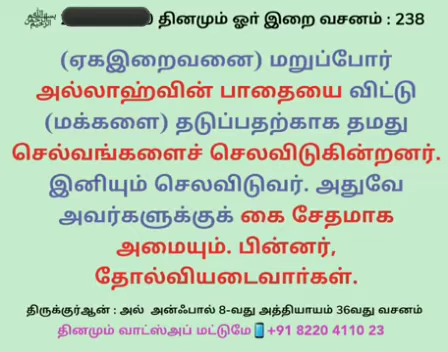 தினமும் ஓர் இறை வசனம் : 238
(ஏகஇறைவனை) மறுப்போர்
அல்லாஹ்வின் பாதையை விட்டு
(மக்களை) தடுப்பதற்காக தமது
செல்வங்களைச் செலவிடுகின்றனர்.
இனியும் செலவிடுவர். அதுவே
அவர்களுக்குக் கை சேதமாக
அமையும். பின்னர்,
தோல்வியடைவார்கள்.
திருக்குர்ஆன் : அல் அன்ஃபால் 8-வது அத்தியாயம் 36வது வசனம்
தினமும் வாட்ஸ்அப் மட்டுமே +91 8220 4110 23